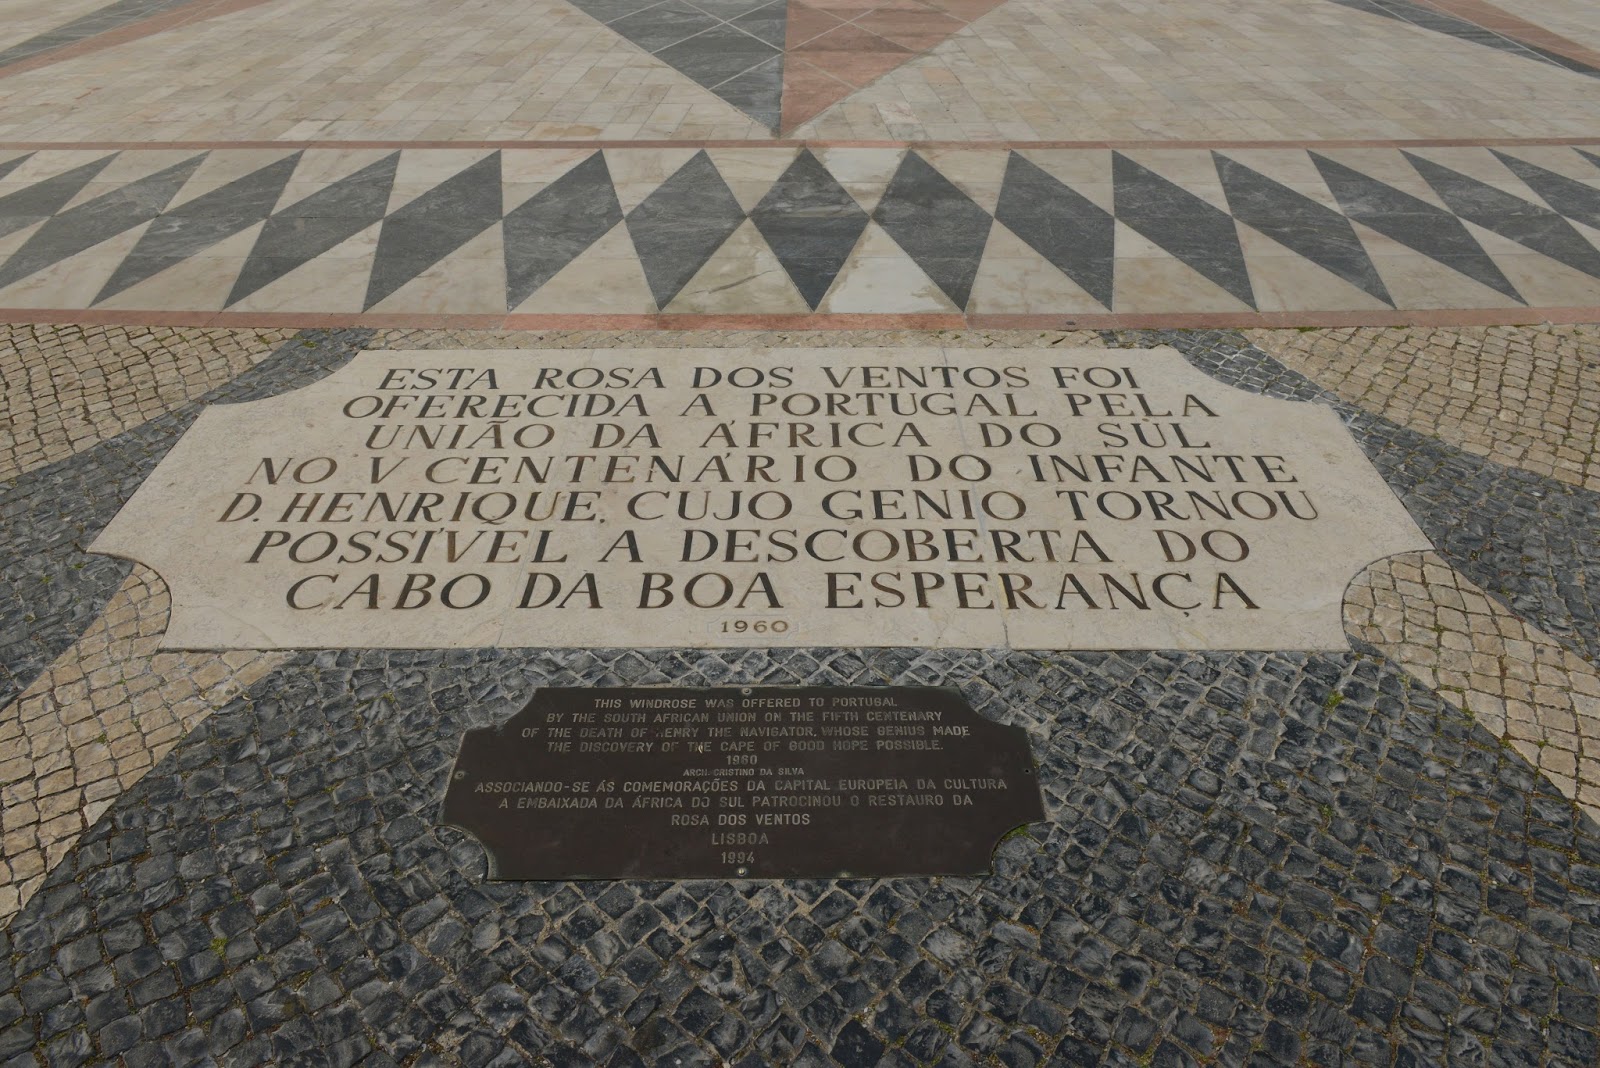 ESTA ROSA DOS VENTOS FOI
OFERECIDA A PORTUGAL PELA
UNIÃO DA ÁFRICA DO SUL
NO V CENTENÁRIO DO INFANTE
D. HENRIQUE, CUJO GENIO TORNOU
POSSÍVEL A DESCOBERTA DO
CABO DA BOA ESPERANÇA
1960
THIS WINDROSE WAS OFFERED TO PORTUGAL
BY THE SOUTH AFRICAN UNION ON THE FIFTH CENTENARY
OF THE DEATH OF HENRY THE NAVIGATOR, WHOSE GENIUS MADE
THE DISCOVERY OF THE CAPE OF GOOD HOPE POSSIBLE.
1960
ARCH. CRISTINO DA SILVA
ASSOCIANDO-SE ÁS COMEMORAÇÕES DA CAPITAL EUROPEIA DA CULTURA
A EMBAIXADA DA ÁFRICA DO SUL PATROCINOU O RESTAURO DA
ROSA DOS VENTOS
LISBOA
1994